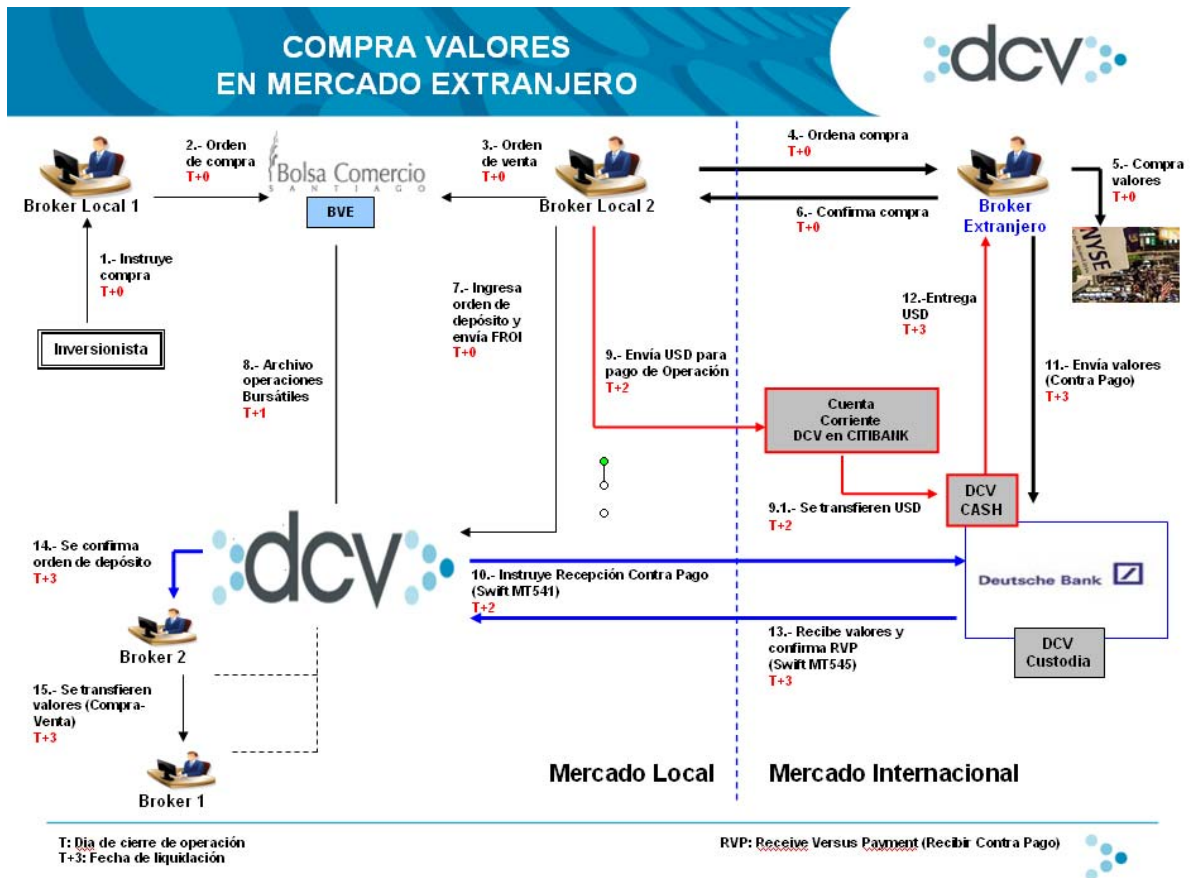 COMPRA VALORES
EN MERCADO EXTRANJERO
dcv
2.- Orden
de compra
T+0
Bolsa Comercio
SANTIAGO
BVE
3.- Orden
de venta
T+0
4.- Ordena compra
T+0
5.- Compra
valores
T+0
Broker Local 1
Broker Local 2
6.- Confirma compra
T+0
Broker
Extranjero
NYSE
1.- Instruye
compra
T+0
Inversionista
7.- Ingresa
orden de
depósito y
envía FROI
T+0
8.- Archivo
operaciones
Bursátiles
T+1
9.- Envía USD para
pago de Operación
T+2
12.-Entrega
USD
T+3
11.- Envía valores
(Contra Pago)
T+3
Cuenta
Corriente
DCV en CITIBANK
9.1.- Se transfieren USD
T+2
DCV
CASH
14.- Se confirma
orden de depósito
T+3
dcv
10.- Instruye Recepción Contra Pago
(Swift MT541)
T+2
Deutsche Bank
13.- Recibe valores y
confirma RVP
(Swift MT545)
T+3
DCV
Custodia
Broker 2
15.- Se transfieren
valores (Compra-
Venta)
T+3
Broker 1
Mercado Local
Mercado Internacional
T: Dia de cierre de operación
T+3: Fecha de liquidación
RVP: Receive Versus Payment (Recibir Contra Pago)